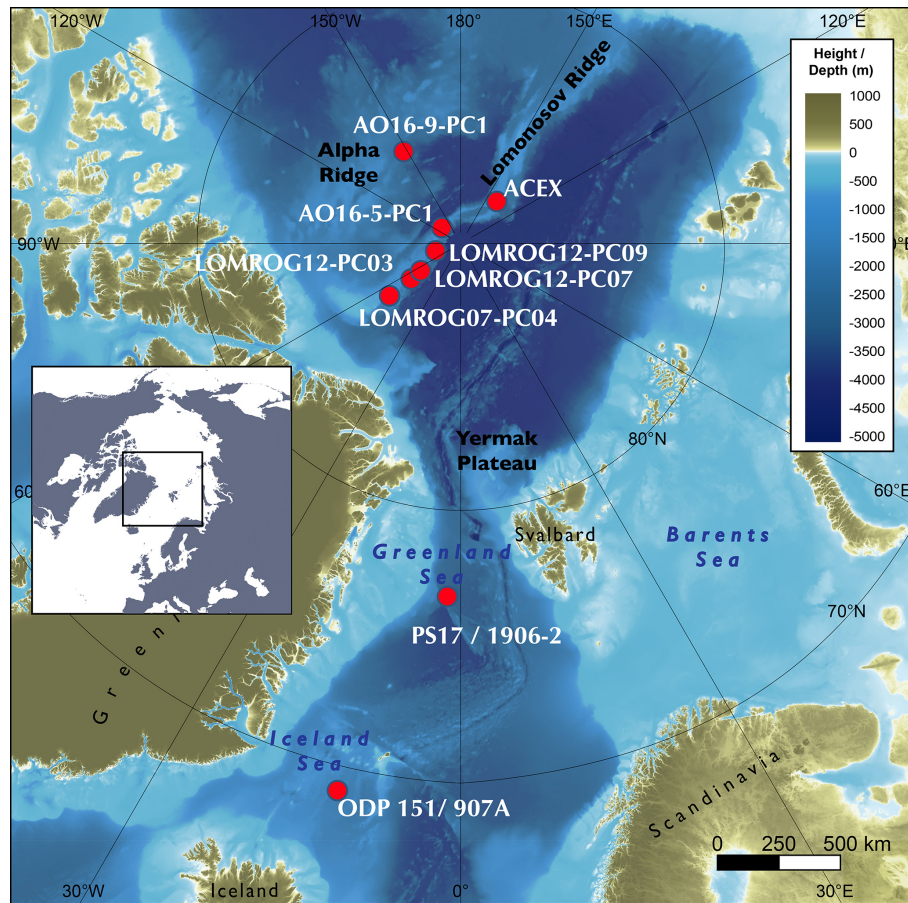 120°W
150°W
180°
150°E
120°E
Height /
Depth (m)
1000
500
0
-500
-1000
-1500
-2000
-2500
-3000
-3500
-4000
-4500
-5000
Lomonosov Ridge
AO16-9-PC1
Alpha
Ridge
ACEX
AO16-5-PC1
90°W
LOMROG12-PC09
LOMROG12-PC03
LOMROG12-PC07
LOMROG07-PC04
Yermak
Plateau
80°N
60°E
Svalbard
Barents
Sea
Greenland
Sea
PS17 / 1906-2
70°N
Iceland
Sea
ODP 151/ 907A
Scandinavia
0 250 500 km
Iceland
30°W
0°
30°E